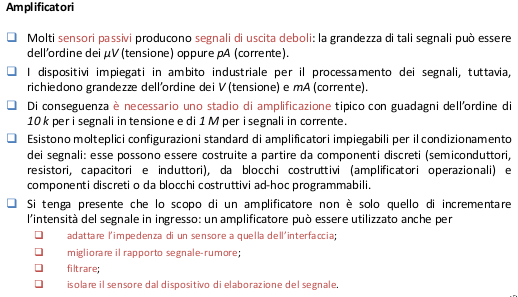 Amplificatori
Molti sensori passivi producono segnali di uscita deboli: la grandezza di tali segnali può essere
dell'ordine dei μV (tensione) oppure pA (corrente).
I dispositivi impiegati in ambito industriale per il processamento dei segnali, tuttavia,
richiedono grandezze dell'ordine dei V (tensione) e mA (corrente).
Di conseguenza è necessario uno stadio di amplificazione tipico con guadagni dell'ordine di
10 k per i segnali in tensione e di 1 M per i segnali in corrente.
Esistono molteplici configurazioni standard di amplificatori impiegabili per il condizionamento
dei segnali: esse possono essere costruite a partire da componenti discreti (semiconduttori,
resistori, capacitori e induttori), da blocchi costruttivi (amplificatori operazionali) e
componenti discreti o da blocchi costruttivi ad-hoc programmabili.
Si tenga presente che lo scopo di un amplificatore non è solo quello di incrementare
l'intensità del segnale in ingresso: un amplificatore può essere utilizzato anche per
adattare l'impedenza di un sensore a quella dell'interfaccia;
migliorare il rapporto segnale-rumore;
filtrare;
isolare il sensore dal dispositivo di elaborazione del segnale.